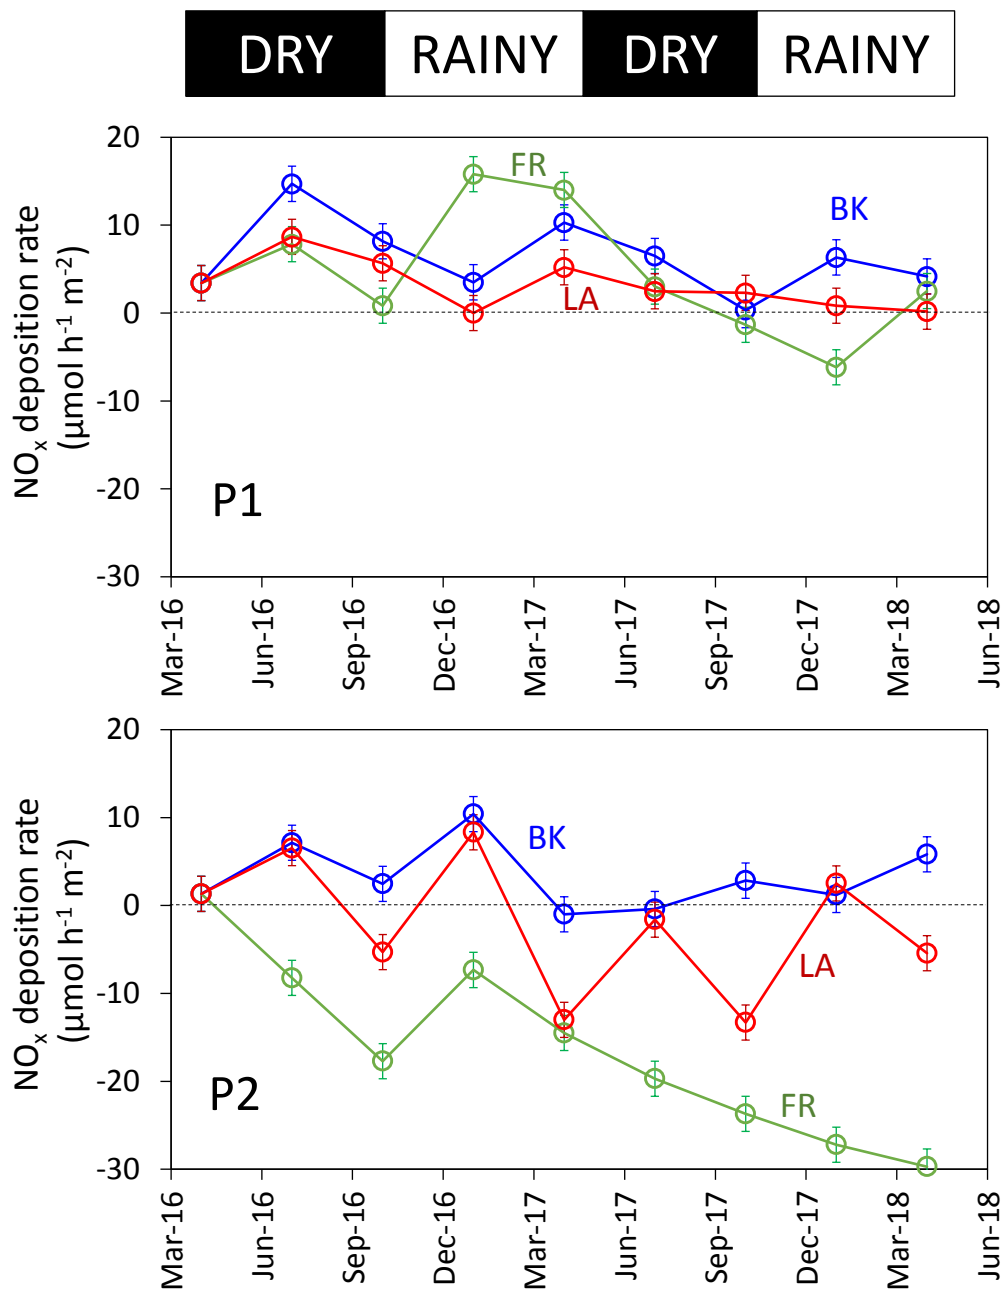 DRY RAINY DRY RAINY
20
10
0
-10
-20
-30
NOx deposition rate
(µmol h-1 m-2)
FR
BK
LA
P1
Mar-16 Jun-16 Sep-16 Dec-16 Mar-17 Jun-17 Sep-17 Dec-17 Mar-18 Jun-18
20
10
0
-10
-20
-30
NOx deposition rate
(µmol h-1 m-2)
BK
LA
FR
P2
Mar-16 Jun-16 Sep-16 Dec-16 Mar-17 Jun-17 Sep-17 Dec-17 Mar-18 Jun-18